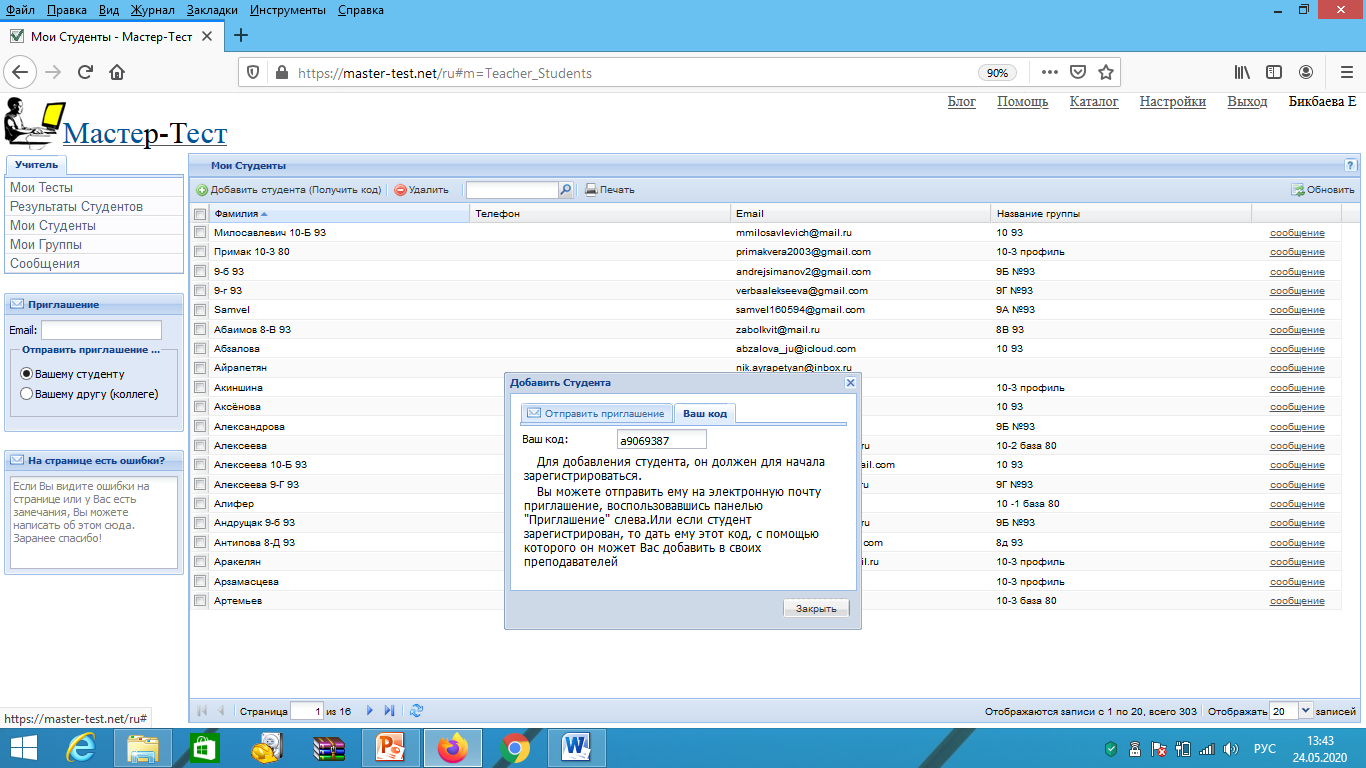 Файл Правка Вид Журнал Закладки Инструменты Справка
Мои Студенты - Мастер-Тест
https://master-test.net/ru#m=Teacher_Students
90%
Блог Помощь Каталог Настройки Выход Бикбаева Е
Мастер-Тест
Учитель
Мои Тесты
Результаты Студентов
Мои Студенты
Мои Группы
Сообщения
Приглашение
Email:
Отправить приглашение ...
Вашему студенту
Вашему другу (коллеге)
На странице есть ошибки?
Если Вы видите ошибки на
странице или у Вас есть
замечания, Вы можете
написать об этом сюда.
Заранее спасибо!
Мои Студенты
Добавить студента (Получить код) Удалить Печать Обновить
Фамилия Телефон Email Название группы
Милосавлевич 10-Б 93 mmilosavlevich@mail.ru 10 93 сообщение
Примак 10-3 80 primakvera2003@gmail.com 10-3 профиль сообщение
9-б 93 andrejsimanov2@gmail.com 9Б №93 сообщение
9-г 93 verbaalekseeva@gmail.com 9Г №93 сообщение
Samvel samvel160594@gmail.com 9А №93 сообщение
Абаимов 8-В 93 zabolkvit@mail.ru 8В 93 сообщение
Абзалова abzalova_ju@icloud.com 10 93 сообщение
Айрапетян nik.ayrapetyan@inbox.ru сообщение
Акиншина 10-3 профиль сообщение
Аксёнова 10 93 сообщение
Александрова 9Б №93 сообщение
Алексеева ru 10-2 база 80 сообщение
Алексеева 10-Б 93 ail.com 10 93 сообщение
Алексеева 9-Г 93 ru 9Г №93 сообщение
Алифер 10 -1 база 80 сообщение
Андрущак 9-б 93 ru 9Б №93 сообщение
Антипова 8-Д 93 .com 8д 93 сообщение
Аракелян il.ru 10-3 профиль сообщение
Арзамасцева 10-3 профиль сообщение
Артемьев 10-3 база 80 сообщение
Добавить Студента
Отправить приглашение Ваш код
Ваш код: a9069387
Для добавления студента, он должен для начала
зарегистрироваться.
Вы можете отправить ему на электронную почту
приглашение, воспользовавшись панелью
"Приглашение" слева.Или если студент
зарегистрирован, то дать ему этот код, с помощью
которого он может Вас добавить в своих
преподавателей
Закрыть
Страница 1 из 16 Отображаются записи с 1 по 20, всего 303 Отображать 20 записей
https://master-test.net/ru#
РУС
13:43
24.05.2020